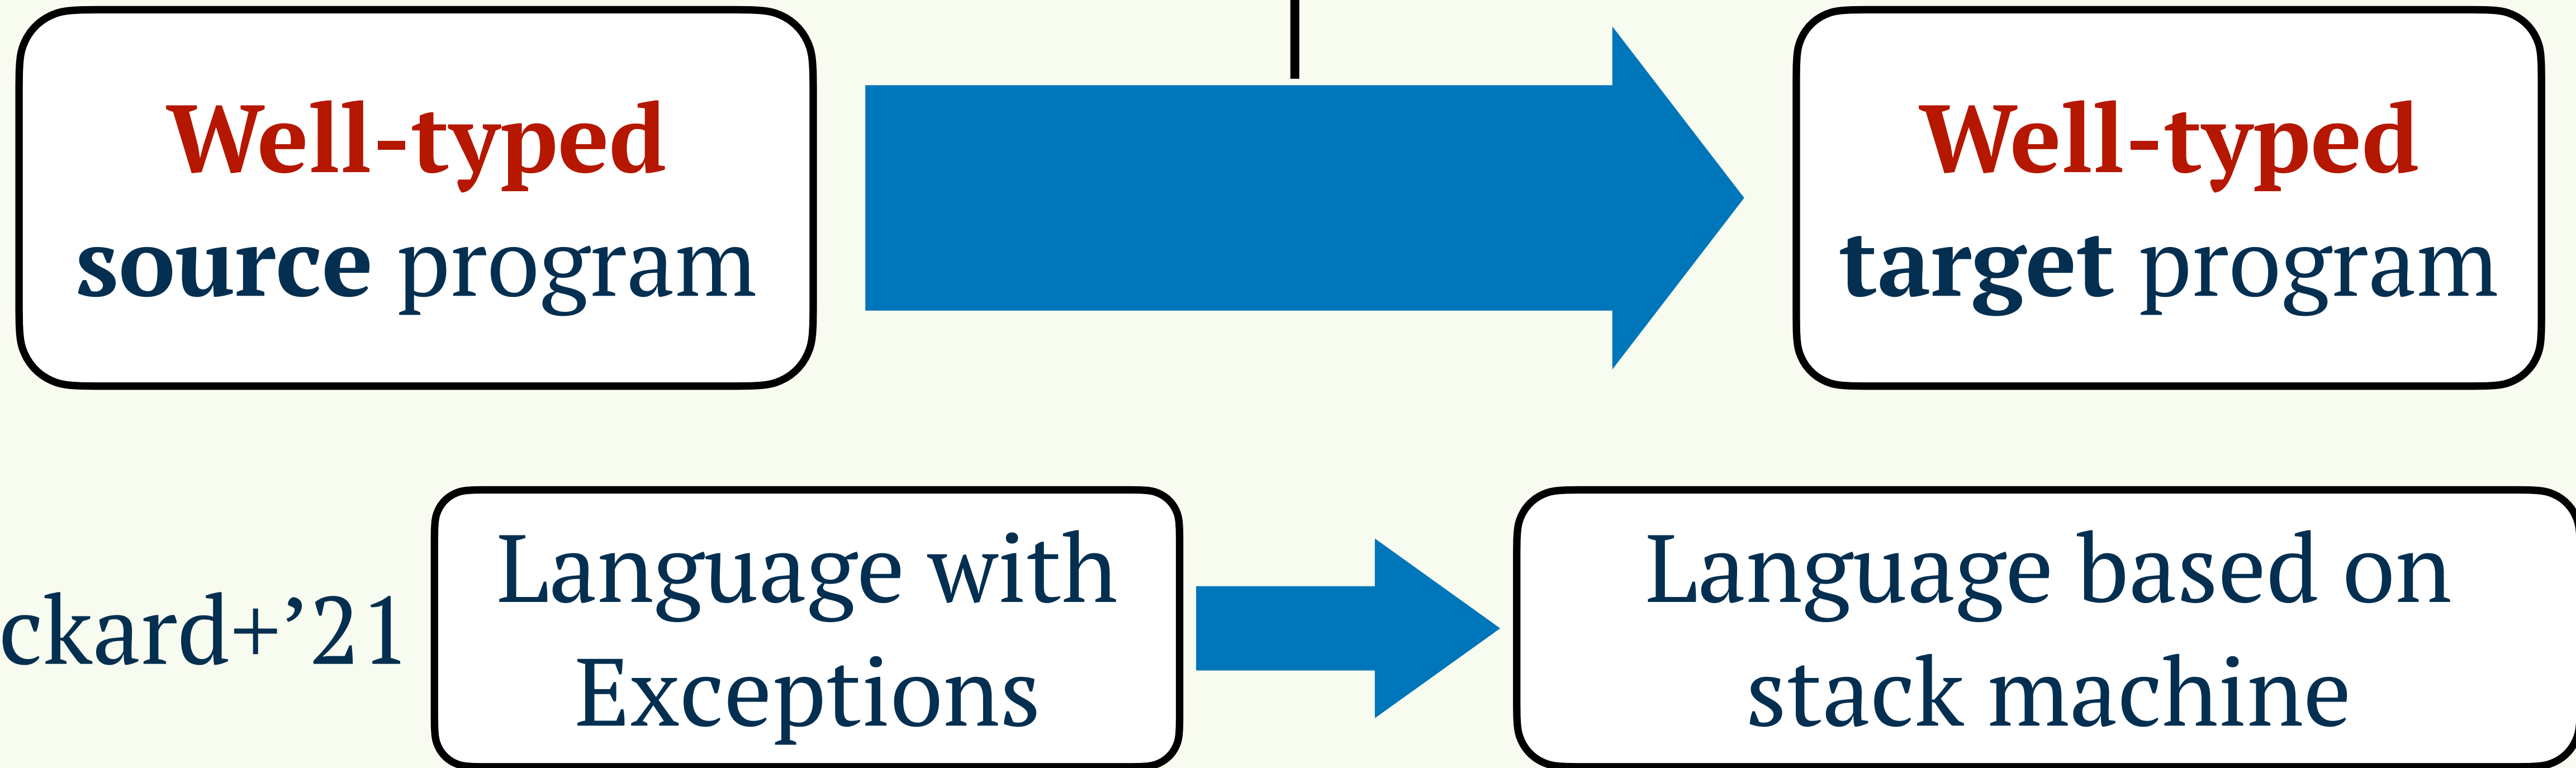 Well-typed
source program
Well-typed
target program
ckard+’21
Language with
Exceptions
Language based on
stack machine